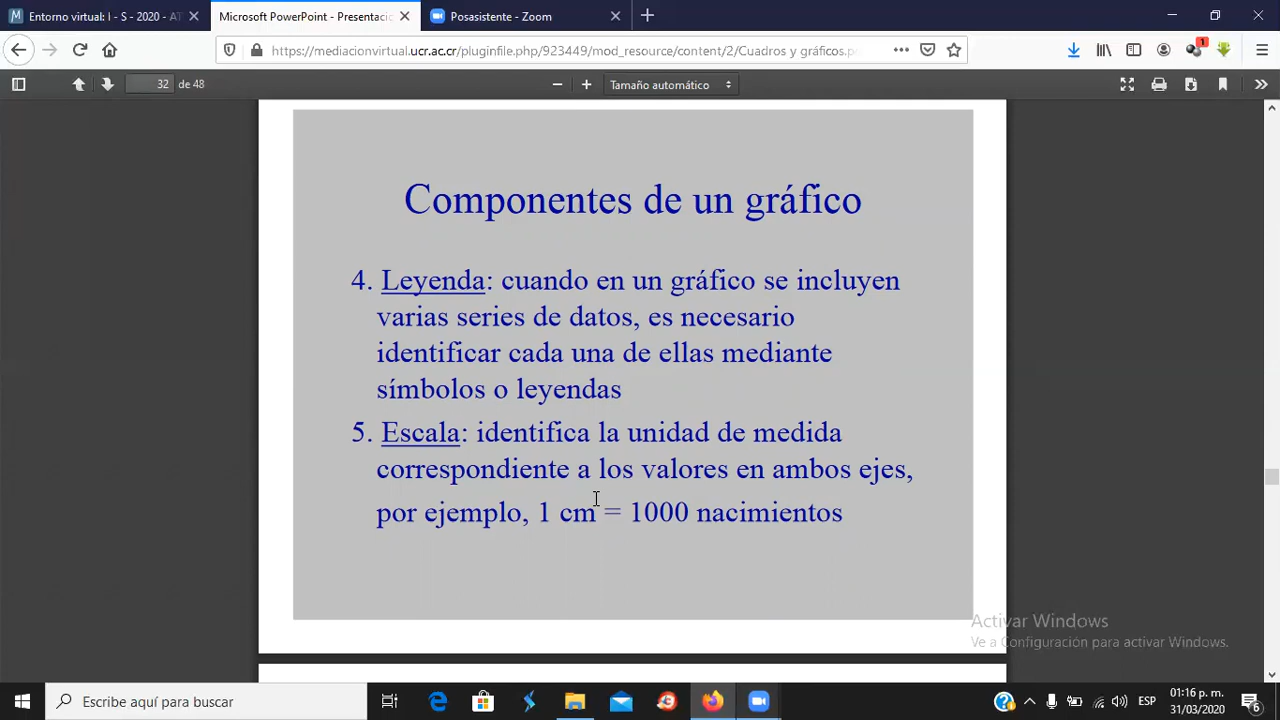 Entorno virtual: I - S - 2020 - AT
Microsoft PowerPoint - Presentació
Posasistente - Zoom
https://mediacionvirtual.ucr.ac.cr/pluginfile.php/923449/mod_resource/content/2/Cuadros y gráficos.p
1
32 de 48
Tamaño automático
Componentes de un gráfico
4. Leyenda: cuando en un gráfico se incluyen
varias series de datos, es necesario
identificar cada una de ellas mediante
símbolos o leyendas
5. Escala: identifica la unidad de medida
correspondiente a los valores en ambos ejes,
por ejemplo, 1 cm = 1000 nacimientos
Activar Windows
Ve a Configuración para activar Windows.
Escribe aquí para buscar
ESP
01:16 p. m.
31/03/2020
6